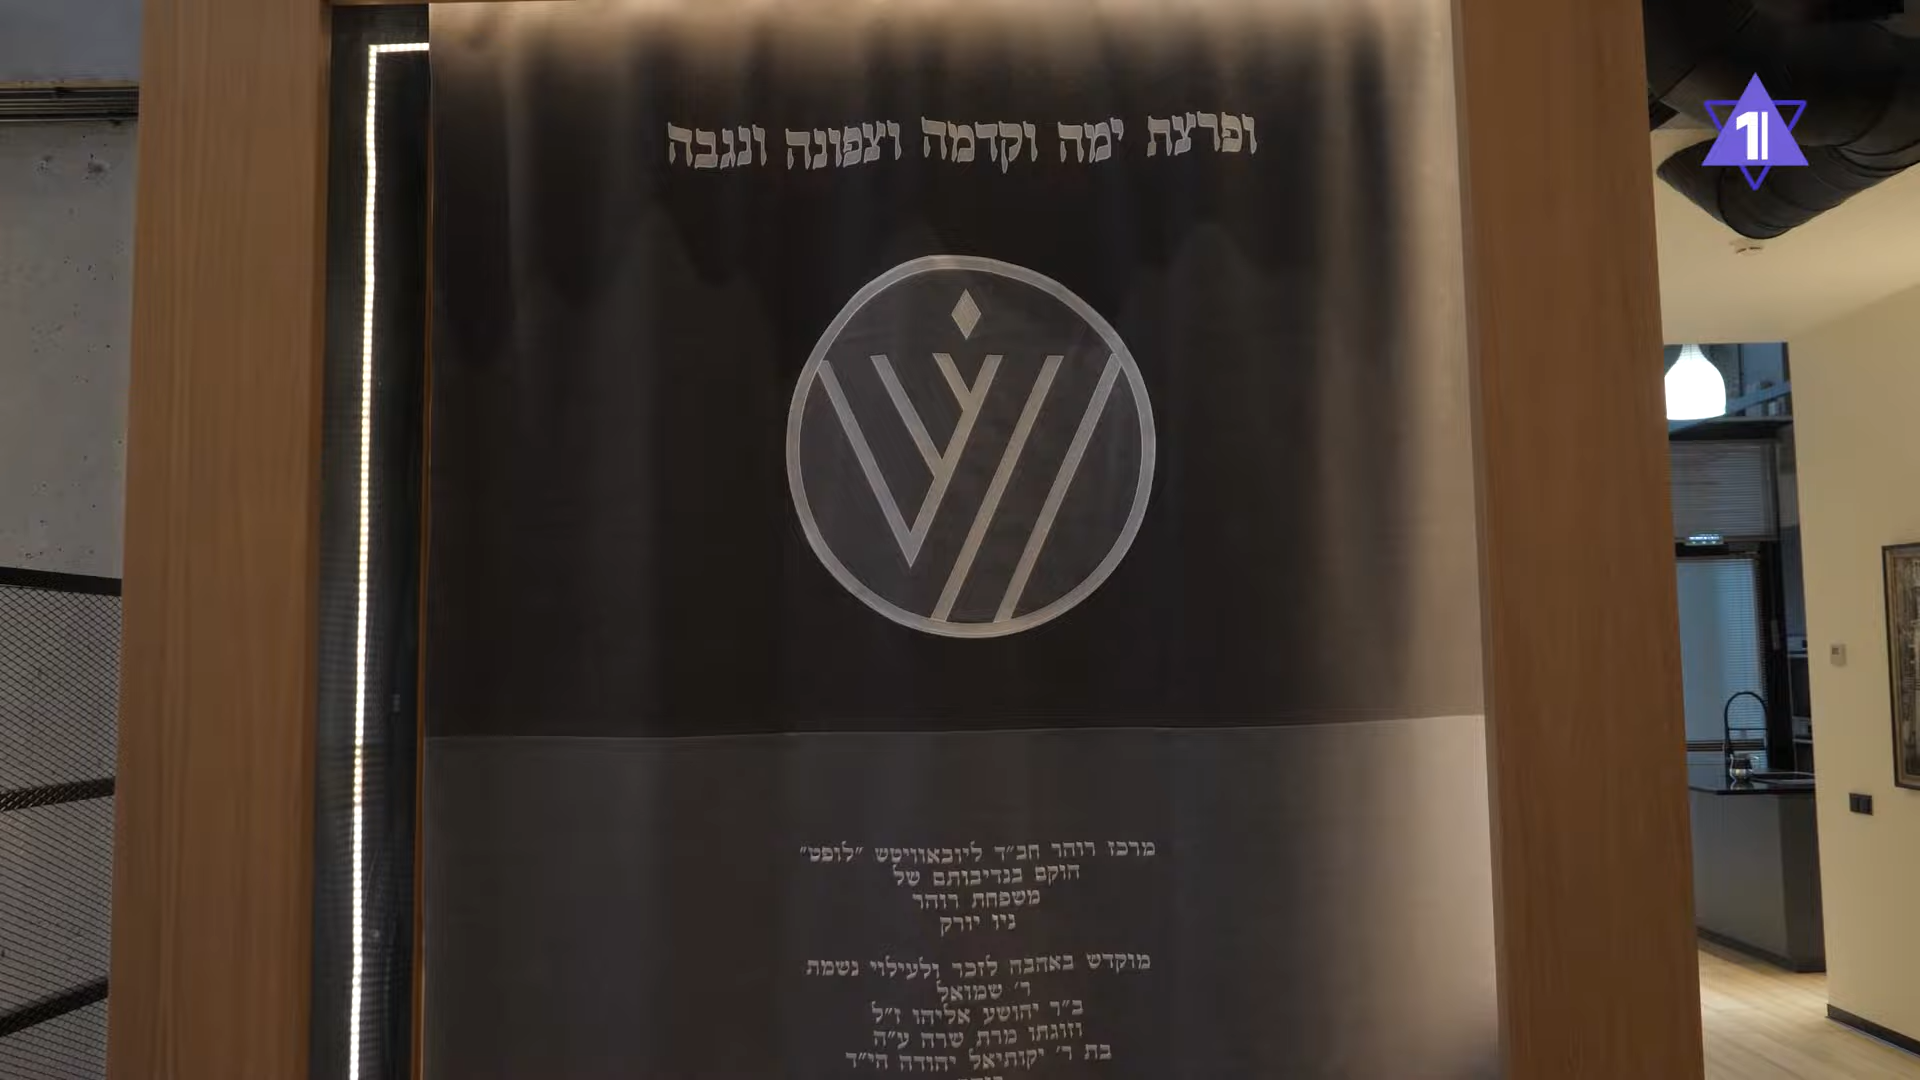 ופרצת ימה וקדמה וצפונה ונגבה
מרכז רוהר חב״ד ליובאוויטש ״לופט״
הוקם בנדיבותם של
משפחת רוהר
ניו יורק
מוקדש באהבה לזכר ולעילוי נשמת
ר׳ שמואל
ב״ר יהושע אליהו ז״ל
וזוגתו מרת שרה ע״ה
בת ר׳ יקותיאל יהודה הי״ד